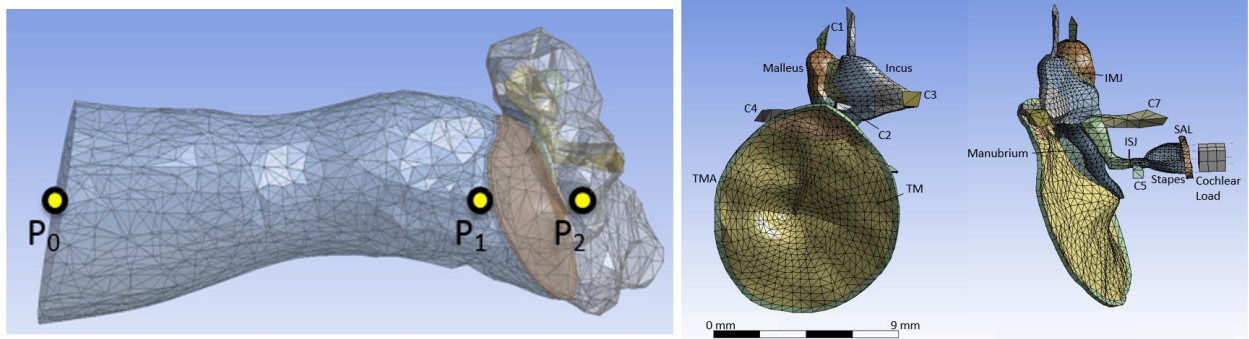 P0
P1
P2
C1
Malleus
Incus
C3
C4
C2
TMA
TM
0 mm
9 mm
IMJ
C7
SAL
ISJ
Manubrium
C5
Stapes
Cochlear
Load